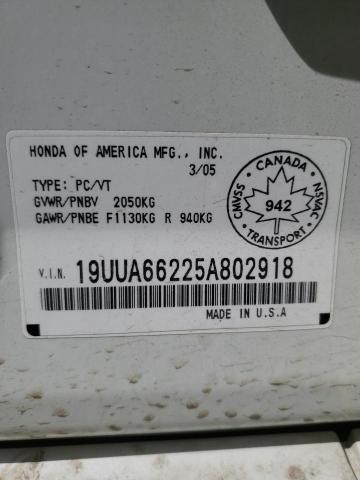 HONDA OF AMERICA MFG., INC.
3/05
TYPE: PC/VT
GVWR/PNBV 2050KG
GAWR/PNBE F1130KG R 940KG
CANADA
CMVSS
942
NSVAC
TRANSPORT
V.I.N. 19UUA66225A802918
MADE IN U.S.A